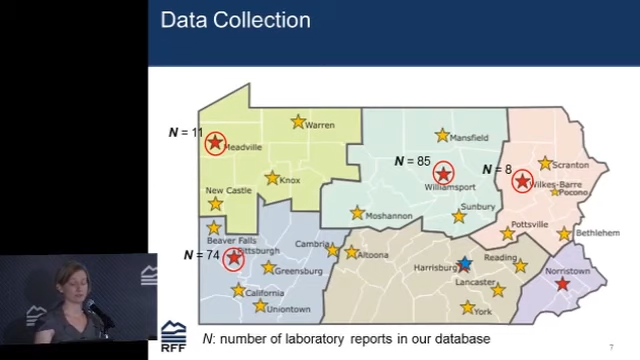 Data Collection
N = 11
Meadville
Warren
Mansfield
N = 85
Williamsport
N = 8
Scranton
Wilkes-Barre
Pocono
New Castle
Knox
Moshannon
Sunbury
Pottsville
Bethlehem
Beaver Falls
N = 74
Pittsburgh
Cambria
Altoona
Greensburg
Harrisburg
Reading
Norristown
California
Lancaster
Uniontown
York
RFF
N: number of laboratory reports in our database
7